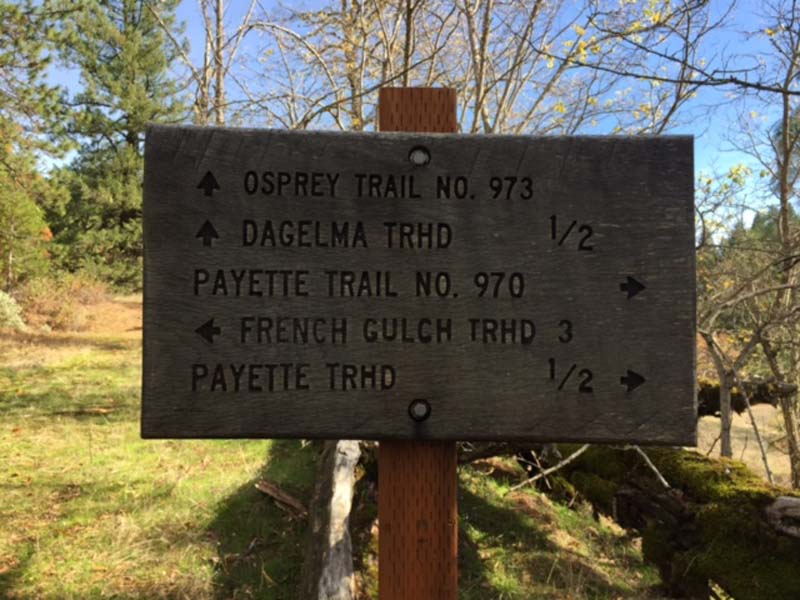 ↑ OSPREY TRAIL NO. 973
↑ DAGELMA TRHD 1/2
PAYETTE TRAIL NO. 970 →
← FRENCH GULCH TRHD 3
PAYETTE TRHD 1/2 →